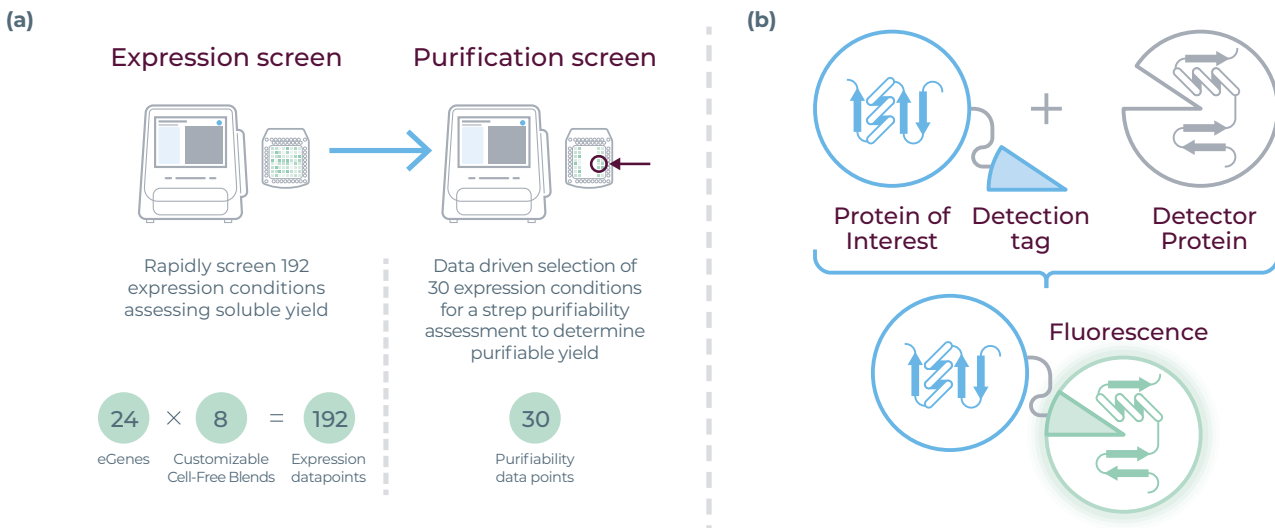 (a)
Expression screen
Purification screen
Rapidly screen 192
expression conditions
assessing soluble yield
Data driven selection of
30 expression conditions
for a strep purifiability
assessment to determine
purifiable yield
24 × 8 = 192
eGenes
Customizable
Cell-Free Blends
Expression
datapoints
30
Purifiability
data points
(b)
+
Protein of
Interest
Detection
tag
Detector
Protein
Fluorescence